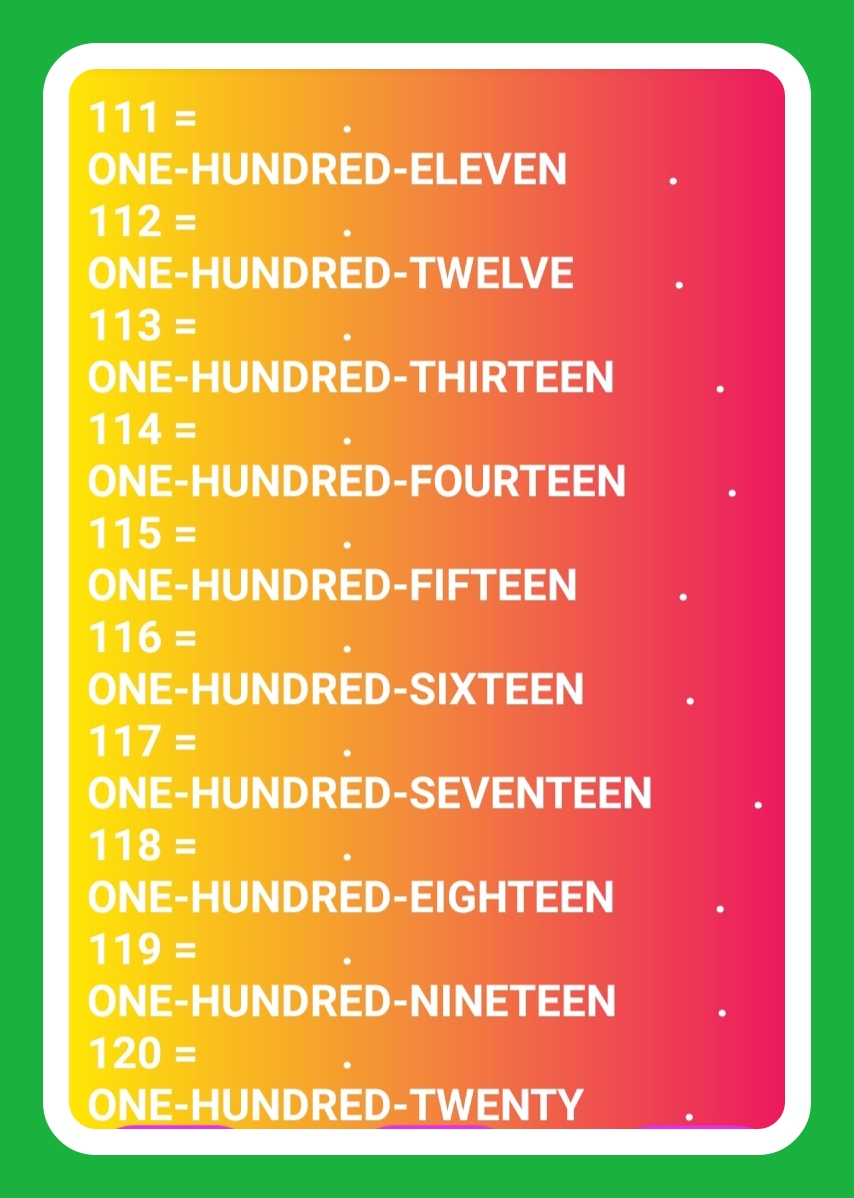 111 = .
ONE-HUNDRED-ELEVEN .
112 = .
ONE-HUNDRED-TWELVE .
113 = .
ONE-HUNDRED-THIRTEEN .
114 = .
ONE-HUNDRED-FOURTEEN .
115 = .
ONE-HUNDRED-FIFTEEN .
116 = .
ONE-HUNDRED-SIXTEEN .
117 = .
ONE-HUNDRED-SEVENTEEN .
118 = .
ONE-HUNDRED-EIGHTEEN .
119 = .
ONE-HUNDRED-NINETEEN .
120 = .
ONE-HUNDRED-TWENTY .